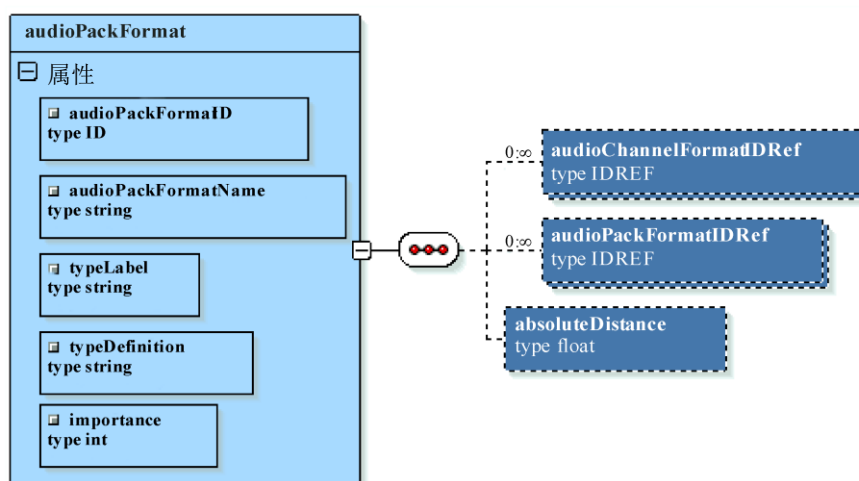 audioPackFormat
属性
audioPackFormatID
type ID
audioPackFormatName
type string
typeLabel
type string
typeDefinition
type string
importance
type int
0:∞
audioChannelFormatIDRef
type IDREF
0:∞
audioPackFormatIDRef
type IDREF
absoluteDistance
type float